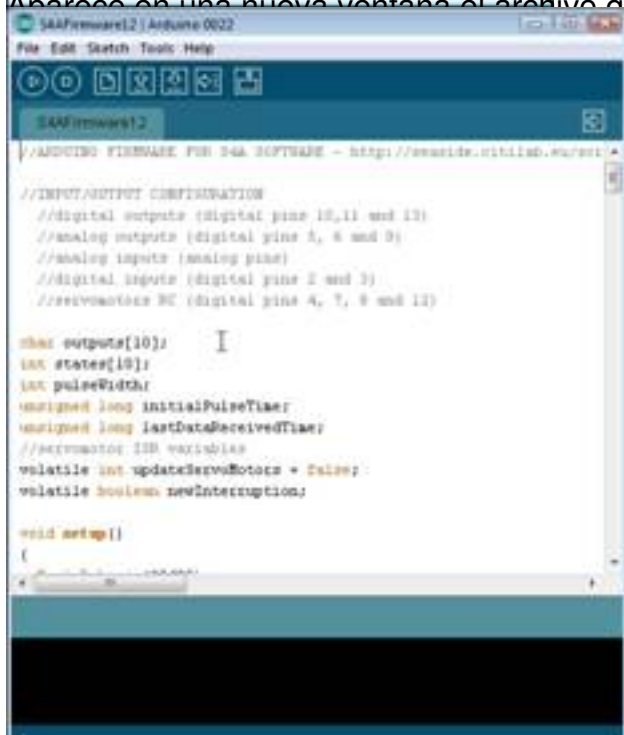 Aparece en una nueva ventana el archivo
S4AFirmware12 | Arduino 0022
File Edit Sketch Tools Help
S4AFirmware12
//ARDUINO FIRMWARE FOR S4A SOFTWARE - http://seaside.citilab.eu/scr
//INPUT/OUTPUT CONFIGURATION
//digital outputs (digital pins 10,11 and 13)
//analog outputs (digital pins 5, 6 and 9)
//analog inputs (analog pins)
//digital inputs (digital pins 2 and 3)
//servomotors RC (digital pins 4, 7, 8 and 12)
char outputs[10];
int states[10];
int pulseWidth;
unsigned long initialPulseTime;
unsigned long lastDataReceivedTime;
//servomotor ISR variables
volatile int updateServoMotors = false;
volatile boolean newInterruption;
void setup()
{